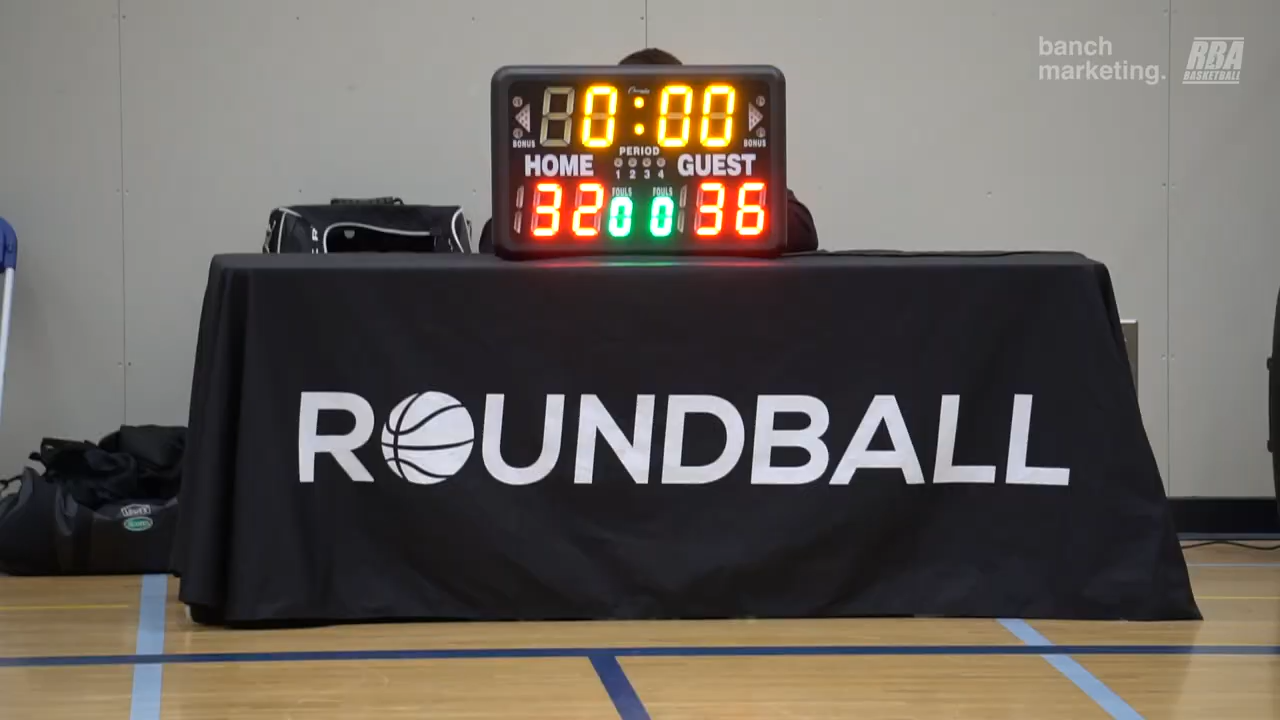 banch
marketing.
RBA
BASKETBALL
0:00
BONUS
BONUS
PERIOD
HOME
GUEST
1 2 3 4
FOULS
FOULS
32
0
0
36
ROUNDBALL